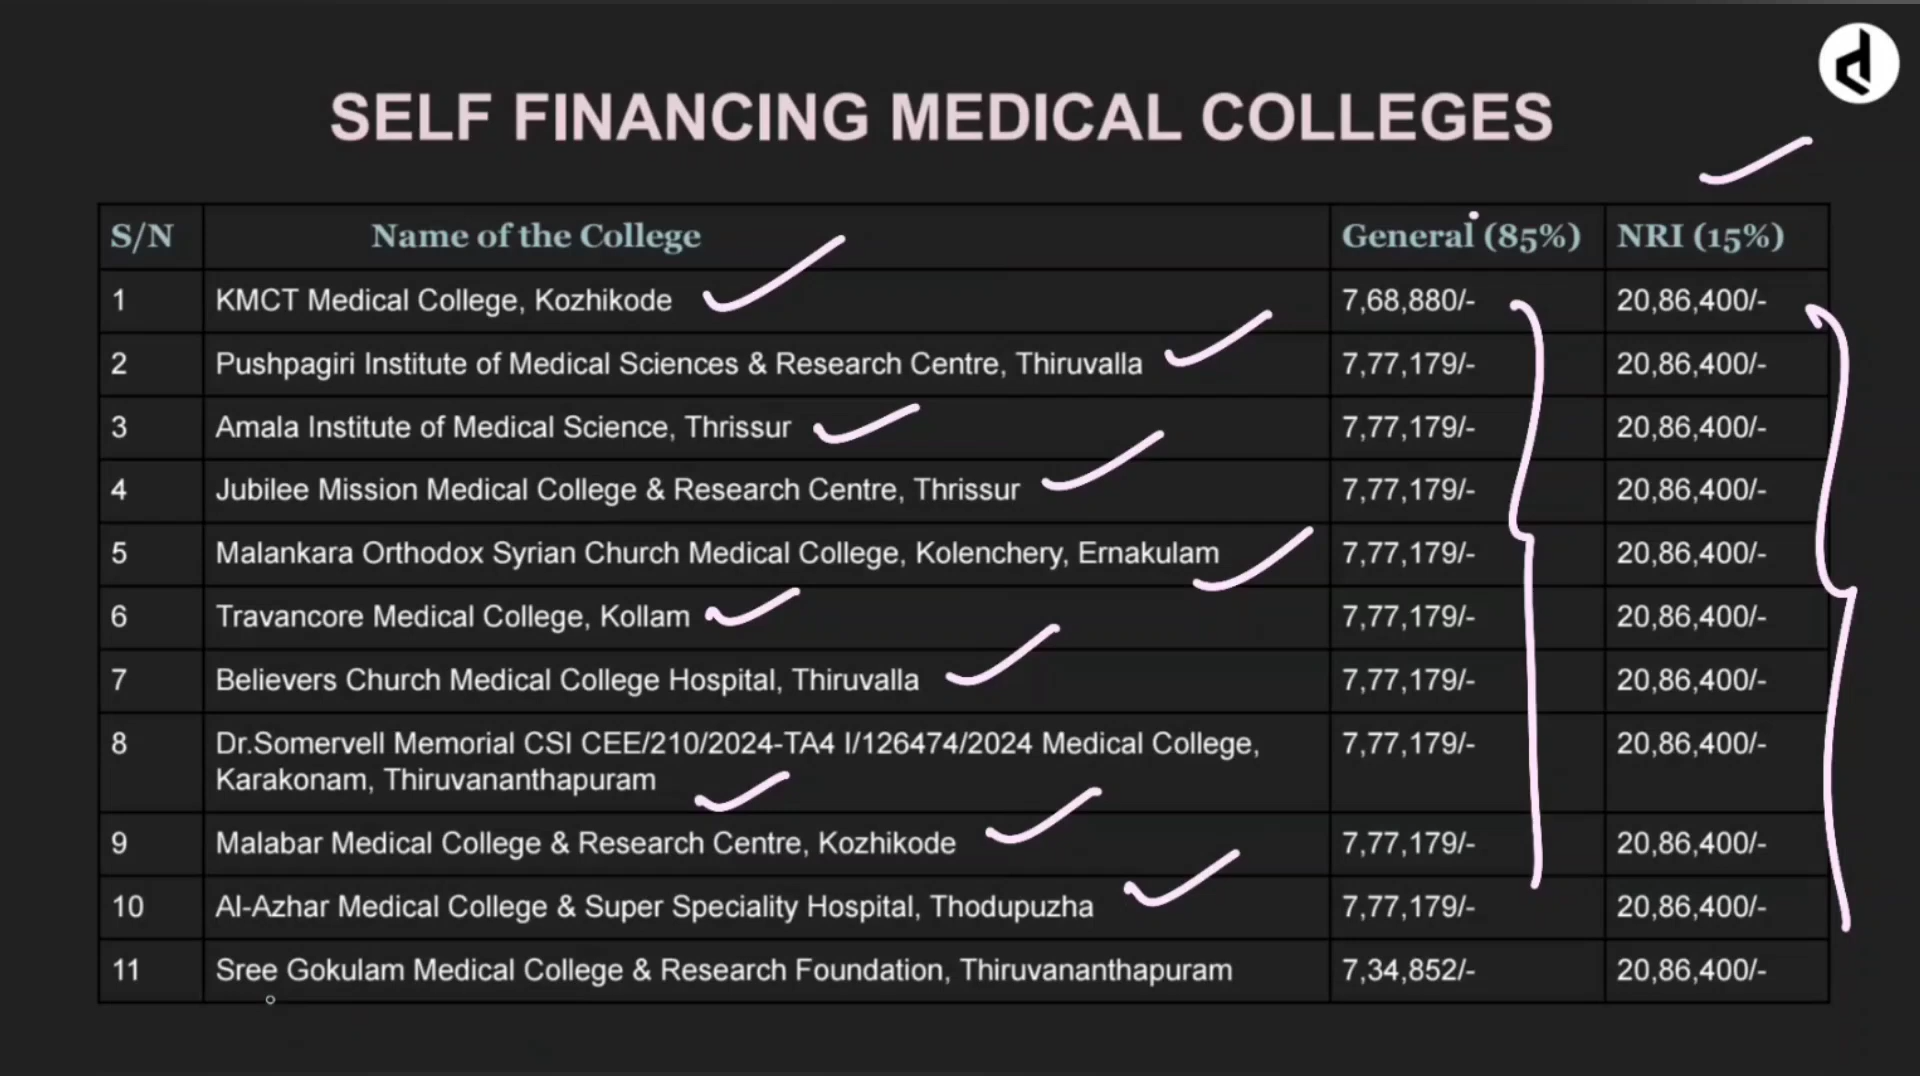 SELF FINANCING MEDICAL COLLEGES
S/N Name of the College General (85%) NRI (15%)
1 KMCT Medical College, Kozhikode 7,68,880/- 20,86,400/-
2 Pushpagiri Institute of Medical Sciences & Research Centre, Thiruvalla 7,77,179/- 20,86,400/-
3 Amala Institute of Medical Science, Thrissur 7,77,179/- 20,86,400/-
4 Jubilee Mission Medical College & Research Centre, Thrissur 7,77,179/- 20,86,400/-
5 Malankara Orthodox Syrian Church Medical College, Kolenchery, Ernakulam 7,77,179/- 20,86,400/-
6 Travancore Medical College, Kollam 7,77,179/- 20,86,400/-
7 Believers Church Medical College Hospital, Thiruvalla 7,77,179/- 20,86,400/-
8 Dr.Somervell Memorial CSI CEE/210/2024-TA4 I/126474/2024 Medical College, 7,77,179/- 20,86,400/-
Karakonam, Thiruvananthapuram
9 Malabar Medical College & Research Centre, Kozhikode 7,77,179/- 20,86,400/-
10 Al-Azhar Medical College & Super Speciality Hospital, Thodupuzha 7,77,179/- 20,86,400/-
11 Sree Gokulam Medical College & Research Foundation, Thiruvananthapuram 7,34,852/- 20,86,400/-